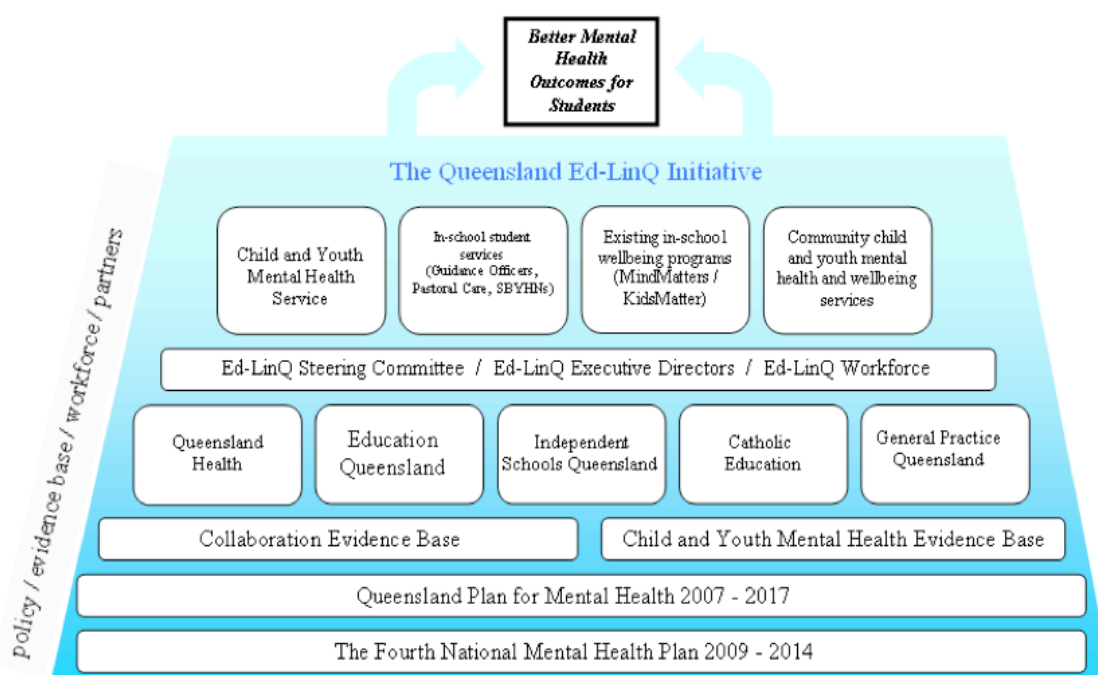 Better Mental
Health
Outcomes for
Students
The Queensland Ed-LinQ Initiative
Child and Youth
Mental Health
Service
In-school student
services
(Guidance Officers,
Pastoral Care, SBYHNs)
Existing in-school
wellbeing programs
(MindMatters /
KidsMatter)
Community child
and youth mental
health and wellbeing
services
Ed-LinQ Steering Committee / Ed-LinQ Executive Directors / Ed-LinQ Workforce
Queensland
Health
Education
Queensland
Independent
Schools Queensland
Catholic
Education
General Practice
Queensland
Collaboration Evidence Base
Child and Youth Mental Health Evidence Base
Queensland Plan for Mental Health 2007 - 2017
The Fourth National Mental Health Plan 2009 - 2014
policy / evidence base / workforce / partners